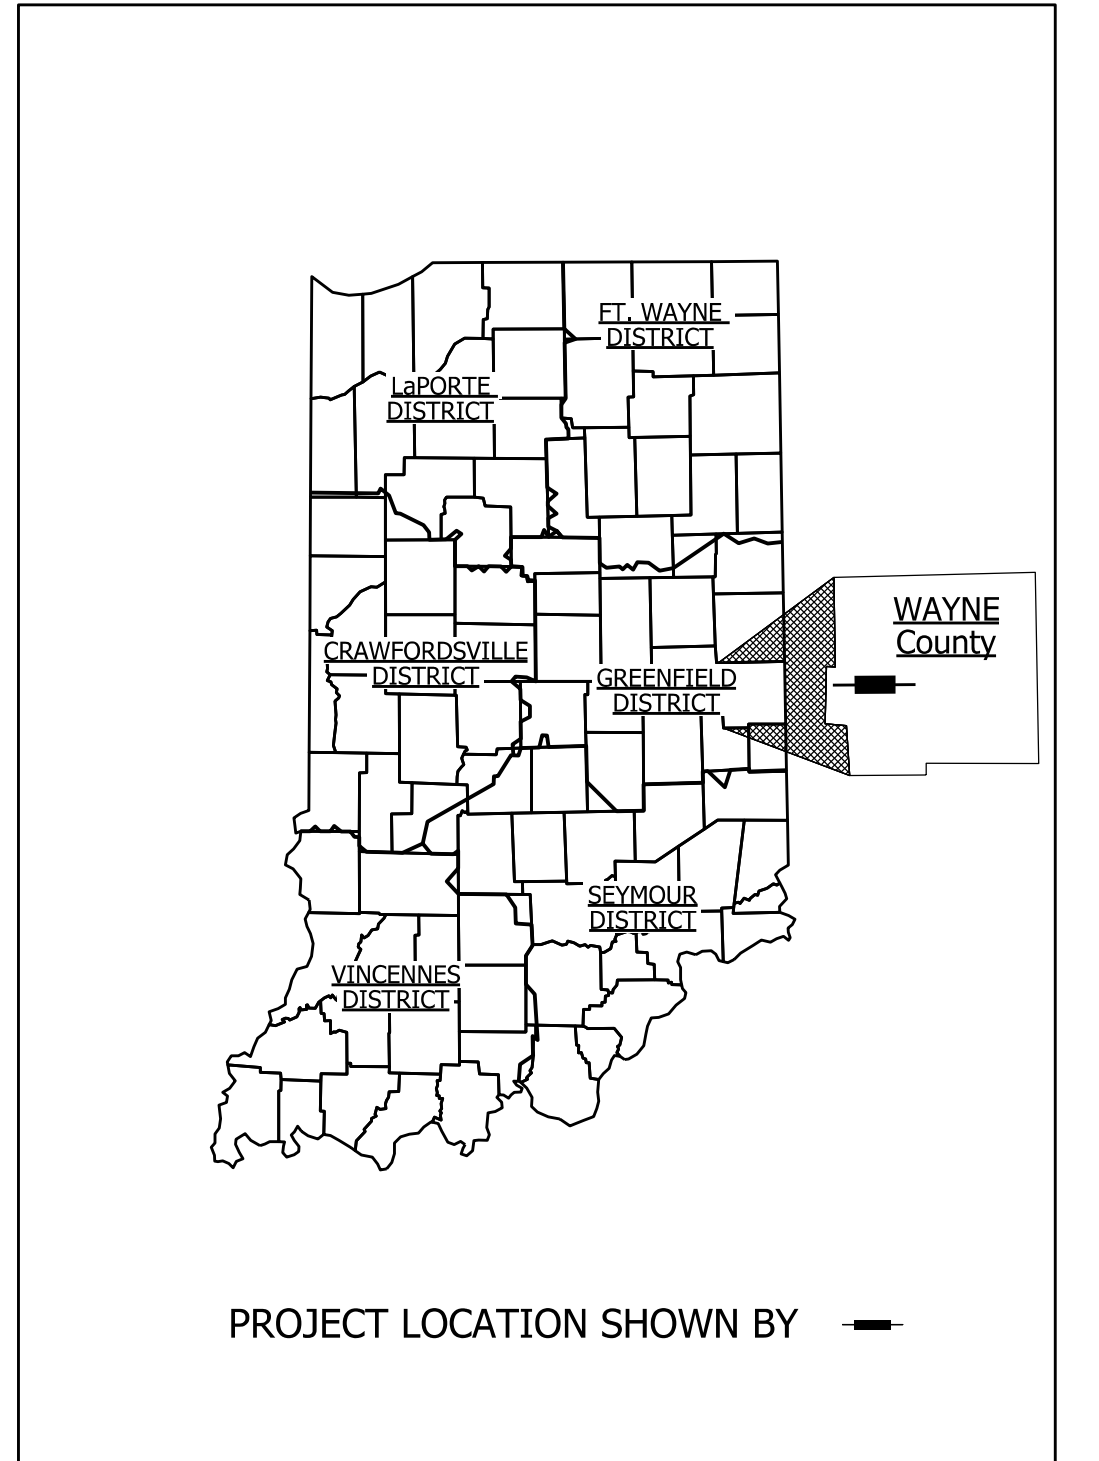 FT. WAYNE
DISTRICT
LaPORTE
DISTRICT
WAYNE
County
CRAWFORDSVILLE
DISTRICT
GREENFIELD
DISTRICT
SEYMOUR
DISTRICT
VINCENNES
DISTRICT
PROJECT LOCATION SHOWN BY